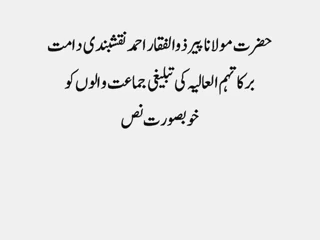 حضرت مولانا پیر ذوالفقار احمد نقشبندی دامت
برکاتہم العالیہ کی تبلیغی جماعت والوں کو
خوبصورت نص